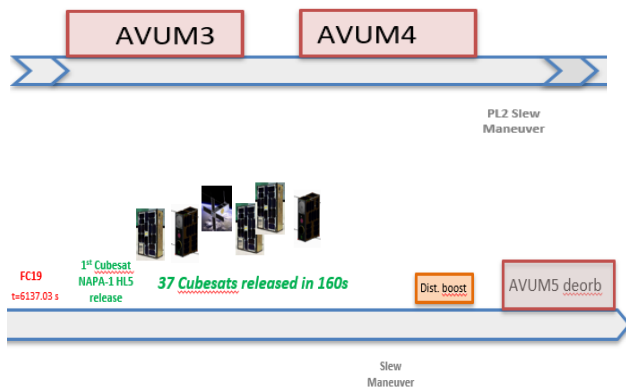 AVUM3
AVUM4
PL2 Slew
Maneuver
FC19
t=6137.03 s
1st Cubesat
NAPA-1 HL5
release
37 Cubesats released in 160s
Dist. boost
AVUM5 deorb
Slew
Maneuver